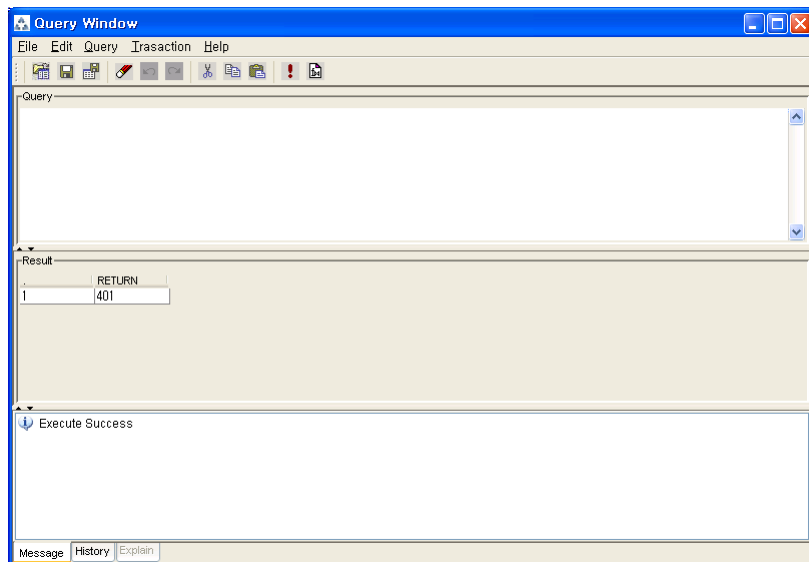 Query Window
File Edit Query Trasaction Help
Query
Result
. RETURN
1 401
Execute Success
Message History Explain